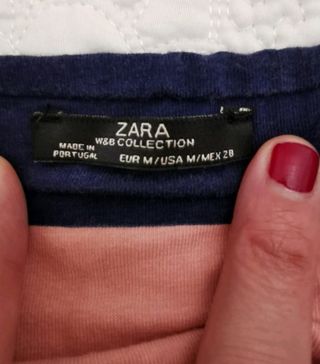 ZARA
W&B COLLECTION
MADE IN
PORTUGAL
EUR M/USA M/MEX 28